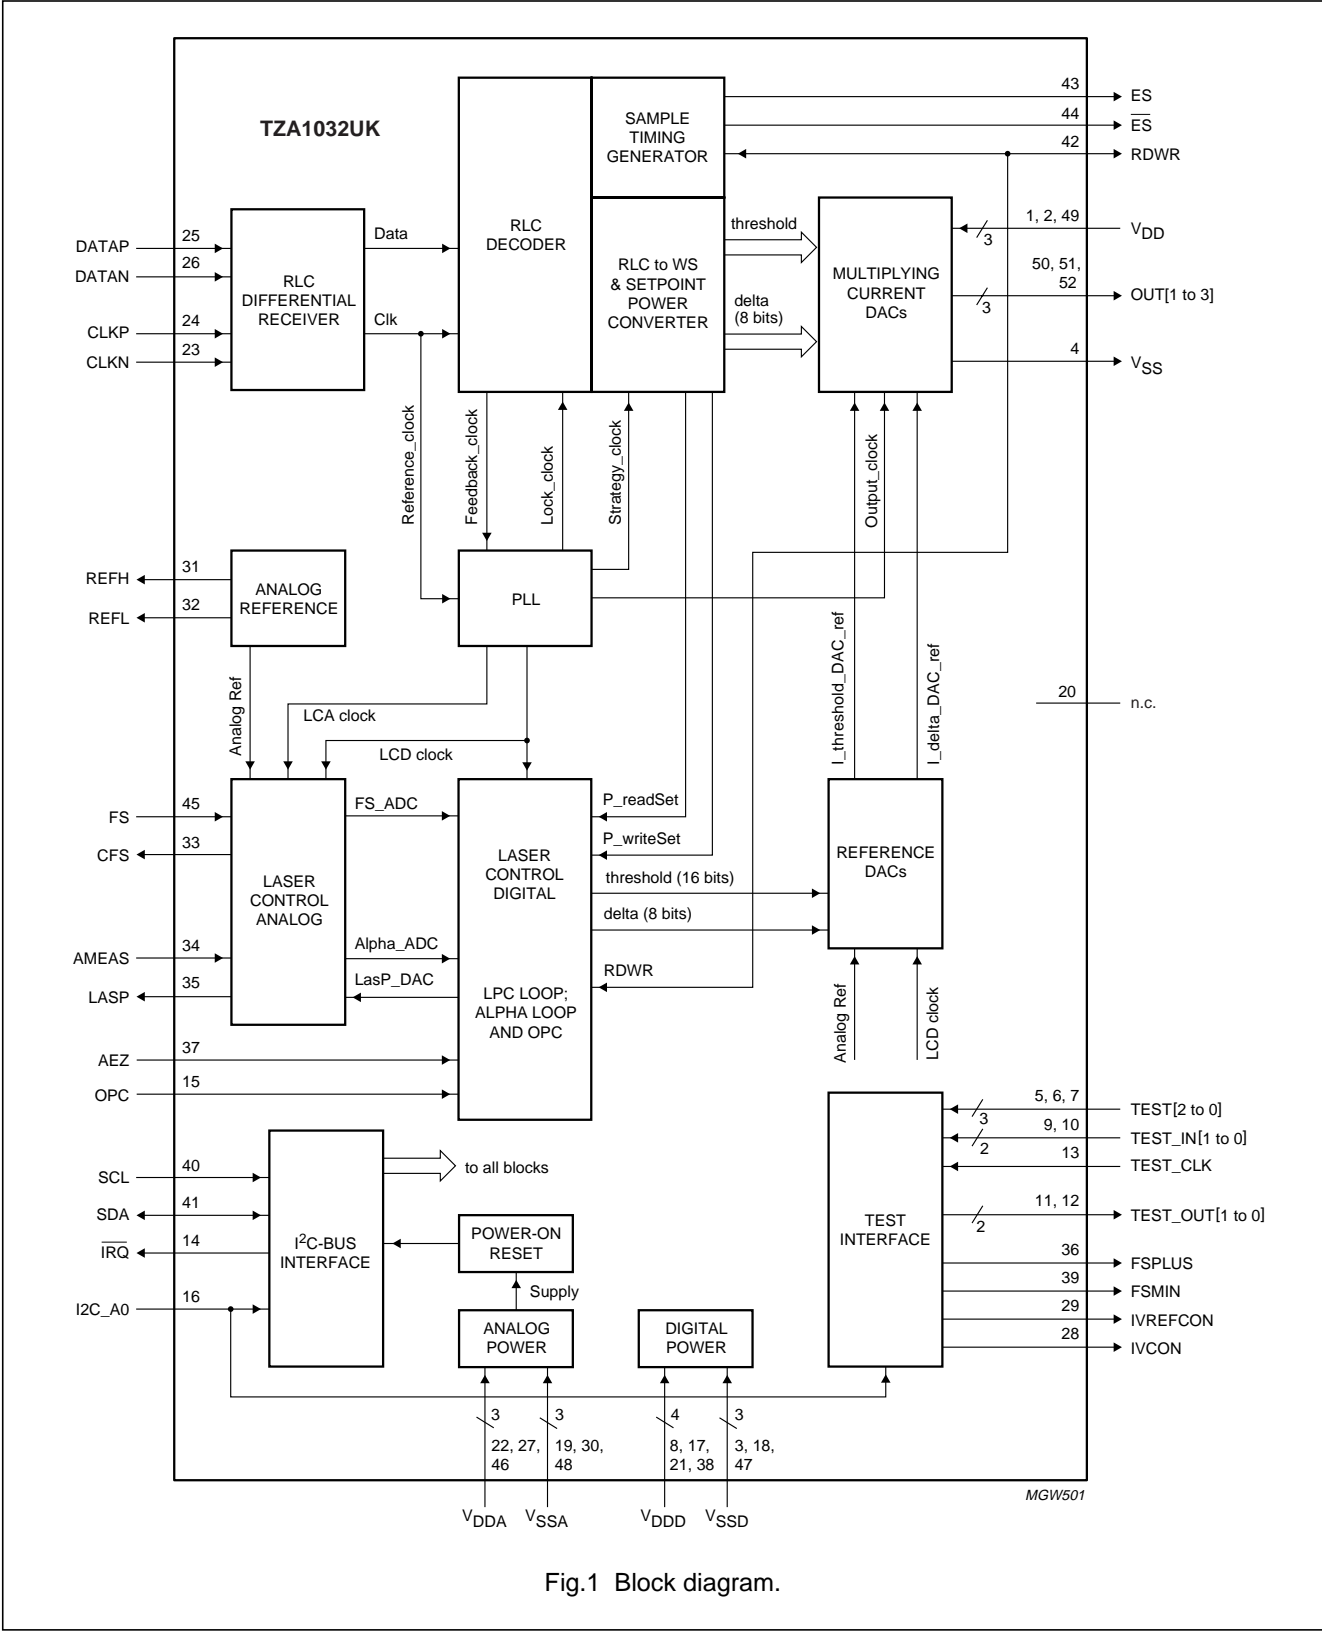 TZA1032UK
SAMPLE
TIMING
GENERATOR
43
ES
44
ES
42
RDWR
RLC
DECODER
DATAP
25
DATAN
26
CLKP
24
CLKN
23
RLC
DIFFERENTIAL
RECEIVER
Data
Clk
RLC to WS
& SETPOINT
POWER
CONVERTER
threshold
delta
(8 bits)
MULTIPLYING
CURRENT
DACs
1, 2, 49
3
VDD
50, 51,
52
3
OUT[1 to 3]
4
VSS
Reference_clock
Feedback_clock
Lock_clock
Strategy_clock
Output_clock
REFH
31
REFL
32
ANALOG
REFERENCE
PLL
I_threshold_DAC_ref
I_delta_DAC_ref
Analog Ref
LCA clock
LCD clock
20
n.c.
FS
45
CFS
33
AMEAS
34
LASP
35
AEZ
37
OPC
15
LASER
CONTROL
ANALOG
FS_ADC
Alpha_ADC
LasP_DAC
LASER
CONTROL
DIGITAL
LPC LOOP;
ALPHA LOOP
AND OPC
P_readSet
P_writeSet
threshold (16 bits)
delta (8 bits)
RDWR
REFERENCE
DACs
Analog Ref
LCD clock
SCL
40
SDA
41
IRQ
14
I2C_A0
16
I2C-BUS
INTERFACE
to all blocks
POWER-ON
RESET
Supply
ANALOG
POWER
DIGITAL
POWER
TEST
INTERFACE
5, 6, 7
3
TEST[2 to 0]
9, 10
2
TEST_IN[1 to 0]
13
TEST_CLK
11, 12
2
TEST_OUT[1 to 0]
36
FSPLUS
39
FSMIN
29
IVREFCON
28
IVCON
3
22, 27,
46
3
19, 30,
48
4
8, 17,
21, 38
3
3, 18,
47
VDDA
VSSA
VDDD
VSSD
MGW501
Fig.1 Block diagram.